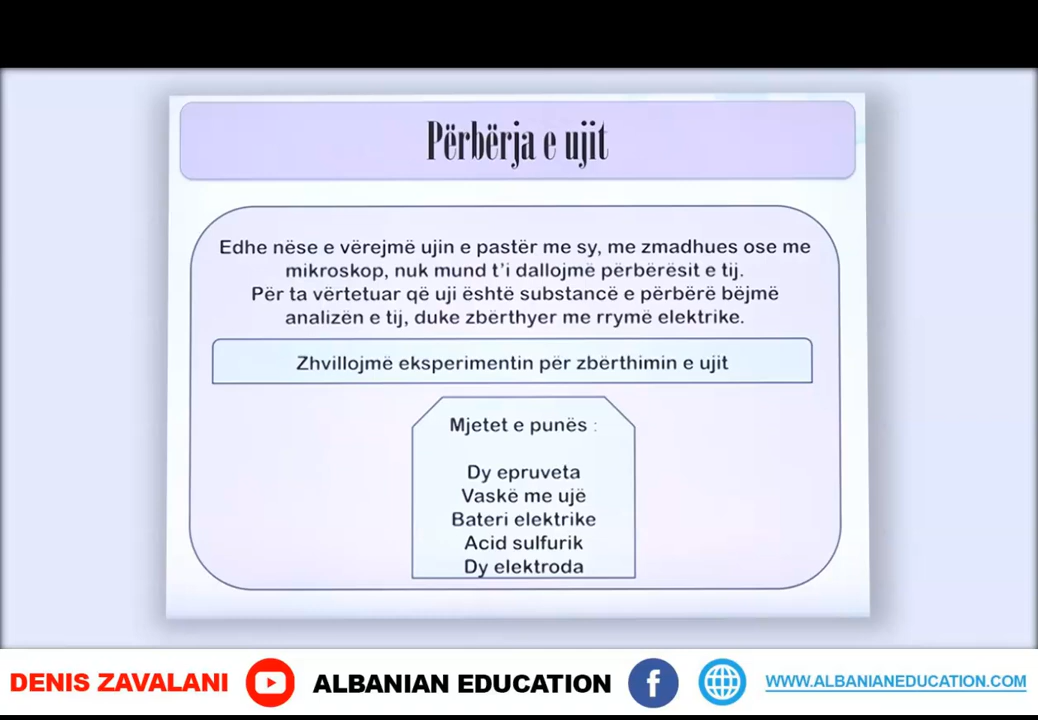 Përbërja e ujit
Edhe nëse e vërejmë ujin e pastër me sy, me zmadhues ose me
mikroskop, nuk mund t'i dallojmë përbërësit e tij.
Për ta vërtetuar që uji është substancë e përbërë bëjmë
analizën e tij, duke zbërthyer me rrymë elektrike.
Zhvillojmë eksperimentin për zbërthimin e ujit
Mjetet e punës :
Dy epruveta
Vaskë me ujë
Bateri elektrike
Acid sulfurik
Dy elektroda
DENIS ZAVALANI ALBANIAN EDUCATION f WWW.ALBANIANEDUCATION.COM